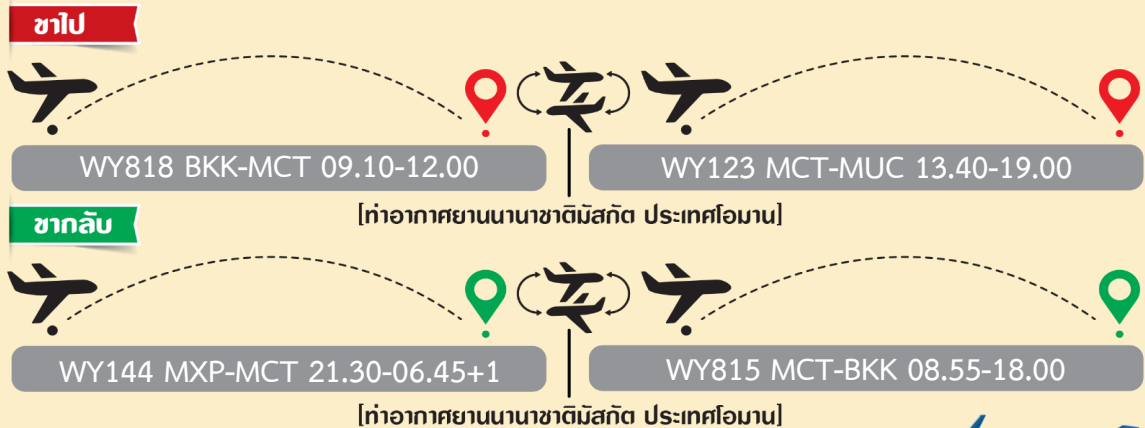 ขาไป
WY818 BKK-MCT 09.10-12.00
WY123 MCT-MUC 13.40-19.00
[ท่าอากาศยานนานาชาติมัสกัต ประเทศโอมาน]
ขากลับ
WY144 MXP-MCT 21.30-06.45+1
WY815 MCT-BKK 08.55-18.00
[ท่าอากาศยานนานาชาติมัสกัต ประเทศโอมาน]